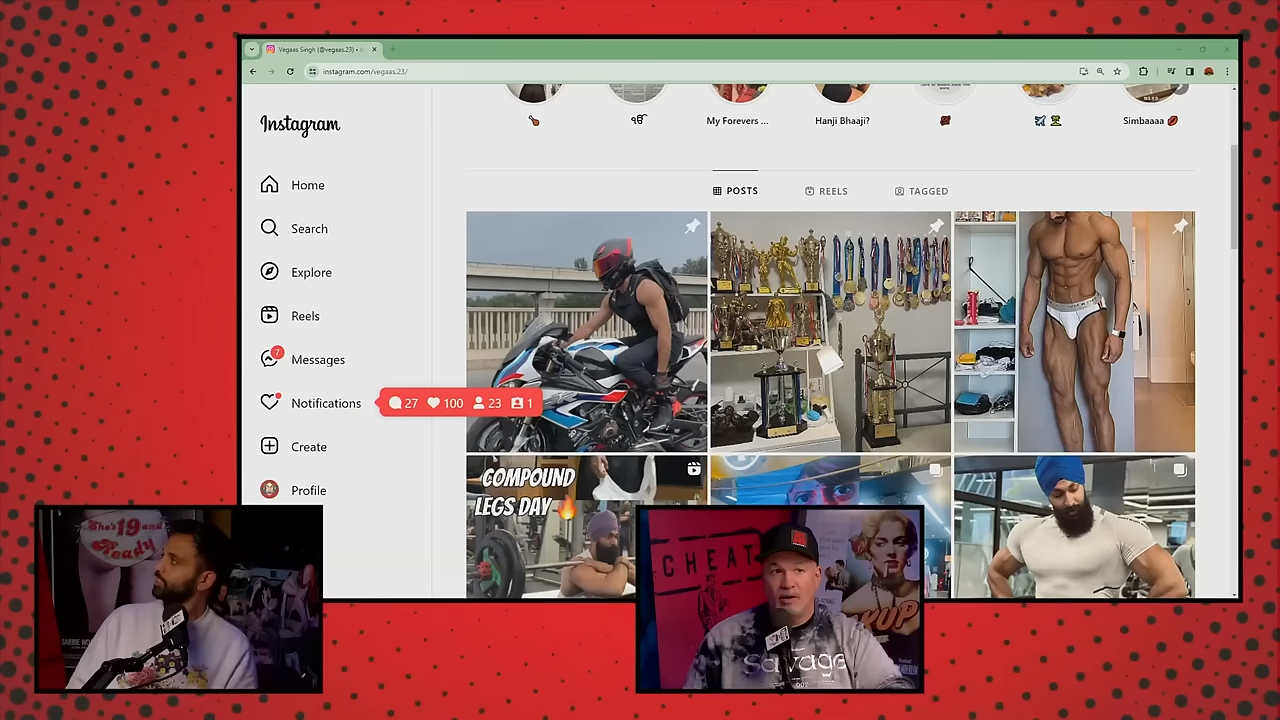 Vegaas Singh (@vegaas.23) •
instagram.com/vegaas.23/
Instagram
ੴ
My Forevers ...
Hanji Bhaaji?
Simbaaaa
POSTS
REELS
TAGGED
Home
Search
Explore
Reels
7
Messages
Notifications
27
100
23
1
Create
Profile
COMPOUND
LEGS DAY
She's 19 and
Ready
CHEAT
savage